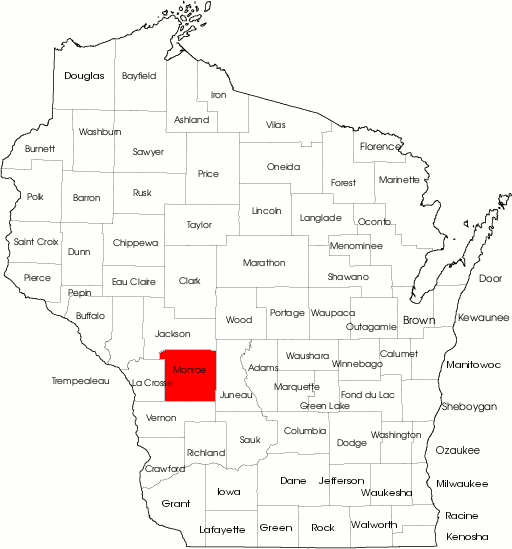 Douglas
Bayfield
Iron
Ashland
Vilas
Washburn
Burnett
Sawyer
Florence
Price
Oneida
Forest
Marinette
Polk
Barron
Rusk
Lincoln
Langlade
Oconto
Taylor
Saint Croix
Dunn
Chippewa
Menominee
Marathon
Pierce
Eau Claire
Clark
Shawano
Door
Pepin
Buffalo
Wood
Portage
Waupaca
Outagamie
Brown
Kewaunee
Jackson
Waushara
Winnebago
Calumet
Manitowoc
Trempealeau
La Crosse
Monroe
Juneau
Adams
Marquette
Green Lake
Fond du Lac
Sheboygan
Vernon
Richland
Sauk
Columbia
Dodge
Washington
Ozaukee
Crawford
Grant
Iowa
Dane
Jefferson
Waukesha
Milwaukee
Lafayette
Green
Rock
Walworth
Racine
Kenosha